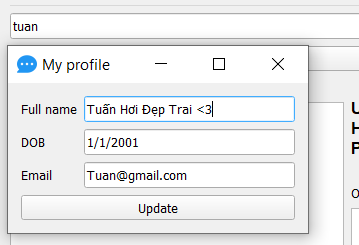 tuan
My profile
Full name Tuấn Hơi Đẹp Trai <3
DOB 1/1/2001
Email Tuan@gmail.com
Update